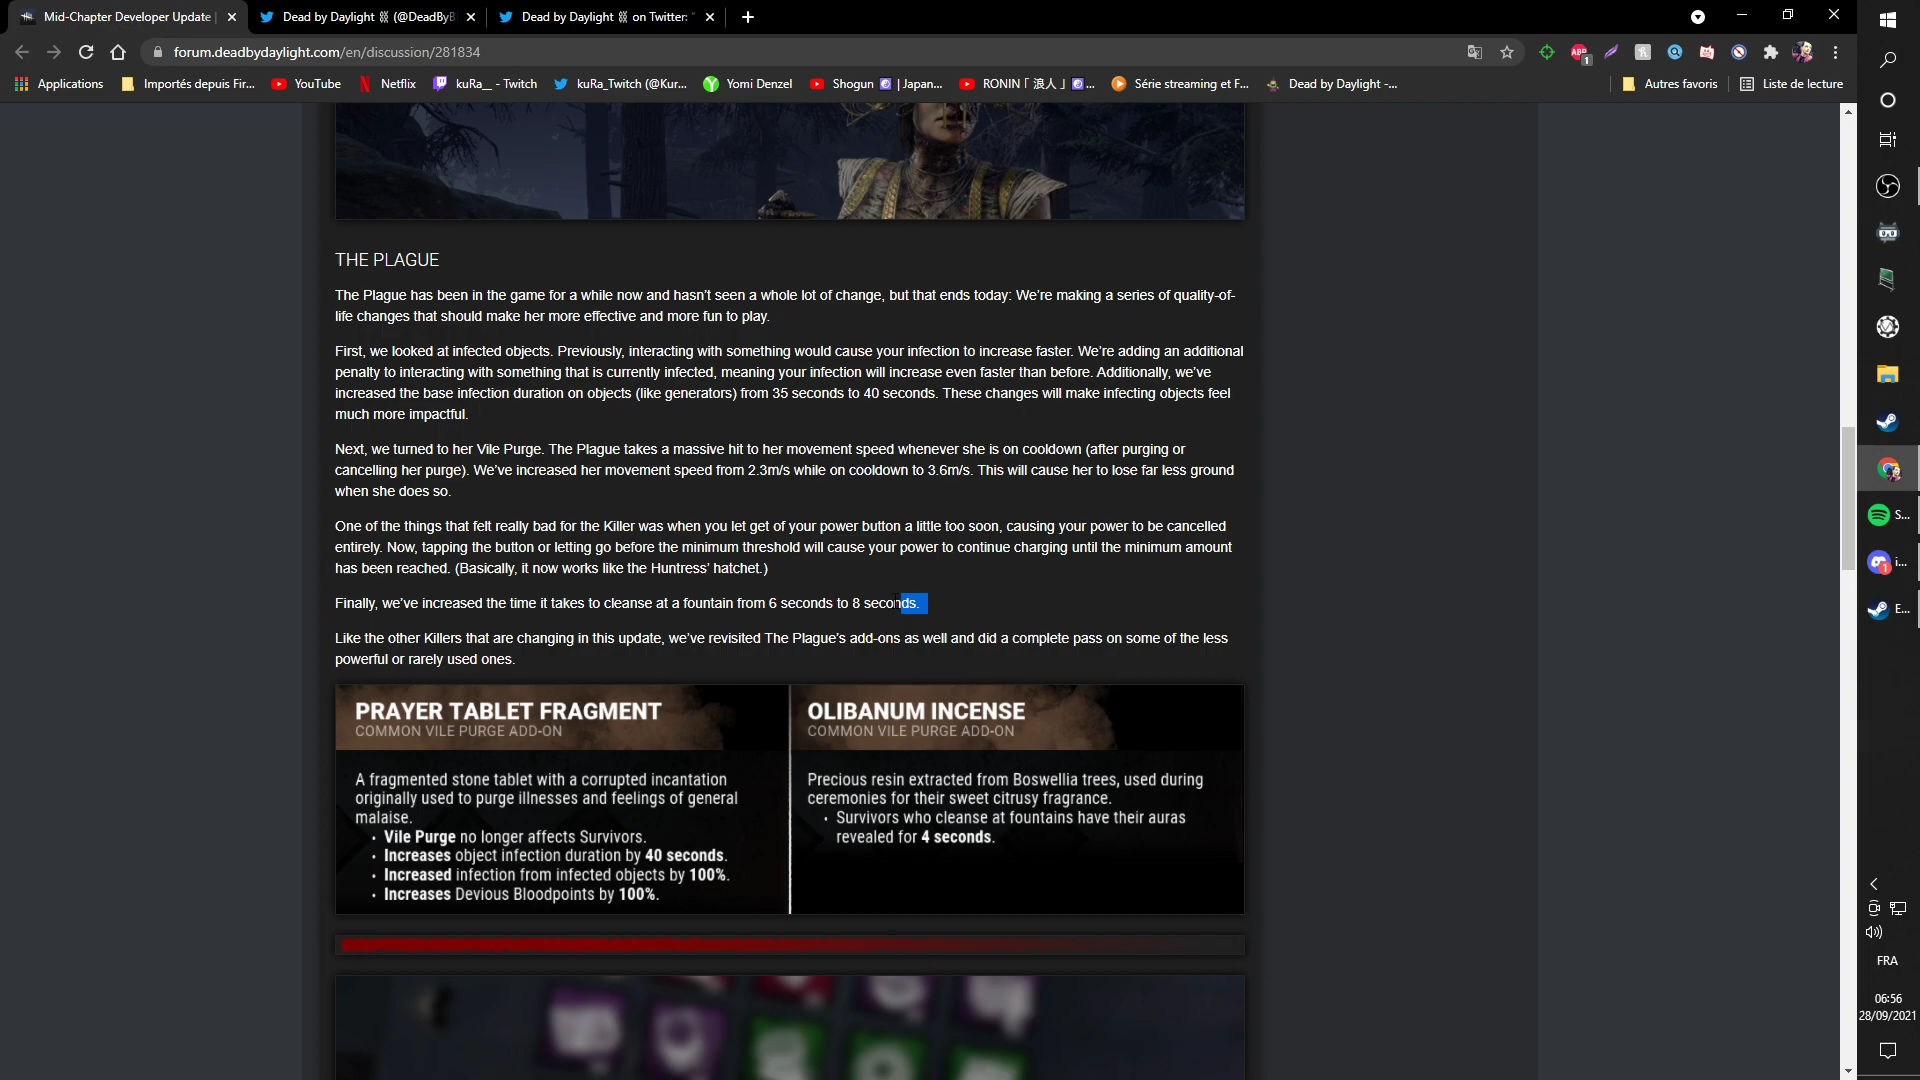 Mid-Chapter Developer Update
Dead by Daylight ⛓ (@DeadByB
Dead by Daylight ⛓ on Twitter: "
forum.deadbydaylight.com/en/discussion/281834
ABP
1
Applications
Importés depuis Fir...
YouTube
Netflix
kuRa__ - Twitch
kuRa_Twitch (@Kur...
Yomi Denzel
Shogun | Japan...
RONIN「 浪人 」...
Série streaming et F...
Dead by Daylight -...
Autres favoris
Liste de lecture
THE PLAGUE
The Plague has been in the game for a while now and hasn't seen a whole lot of change, but that ends today: We're making a series of quality-of-
life changes that should make her more effective and more fun to play.
First, we looked at infected objects. Previously, interacting with something would cause your infection to increase faster. We're adding an additional
penalty to interacting with something that is currently infected, meaning your infection will increase even faster than before. Additionally, we've
increased the base infection duration on objects (like generators) from 35 seconds to 40 seconds. These changes will make infecting objects feel
much more impactful.
Next, we turned to her Vile Purge. The Plague takes a massive hit to her movement speed whenever she is on cooldown (after purging or
cancelling her purge). We've increased her movement speed from 2.3m/s while on cooldown to 3.6m/s. This will cause her to lose far less ground
when she does so.
One of the things that felt really bad for the Killer was when you let get of your power button a little too soon, causing your power to be cancelled
entirely. Now, tapping the button or letting go before the minimum threshold will cause your power to continue charging until the minimum amount
has been reached. (Basically, it now works like the Huntress' hatchet.)
Finally, we've increased the time it takes to cleanse at a fountain from 6 seconds to 8 seconds.
Like the other Killers that are changing in this update, we've revisited The Plague's add-ons as well and did a complete pass on some of the less
powerful or rarely used ones.
PRAYER TABLET FRAGMENT
COMMON VILE PURGE ADD-ON
A fragmented stone tablet with a corrupted incantation
originally used to purge illnesses and feelings of general
malaise.
• Vile Purge no longer affects Survivors.
• Increases object infection duration by 40 seconds.
• Increased infection from infected objects by 100%.
• Increases Devious Bloodpoints by 100%.
OLIBANUM INCENSE
COMMON VILE PURGE ADD-ON
Precious resin extracted from Boswellia trees, used during
ceremonies for their sweet citrusy fragrance.
• Survivors who cleanse at fountains have their auras
revealed for 4 seconds.
S...
1
i...
E...
FRA
06:56
28/09/2021